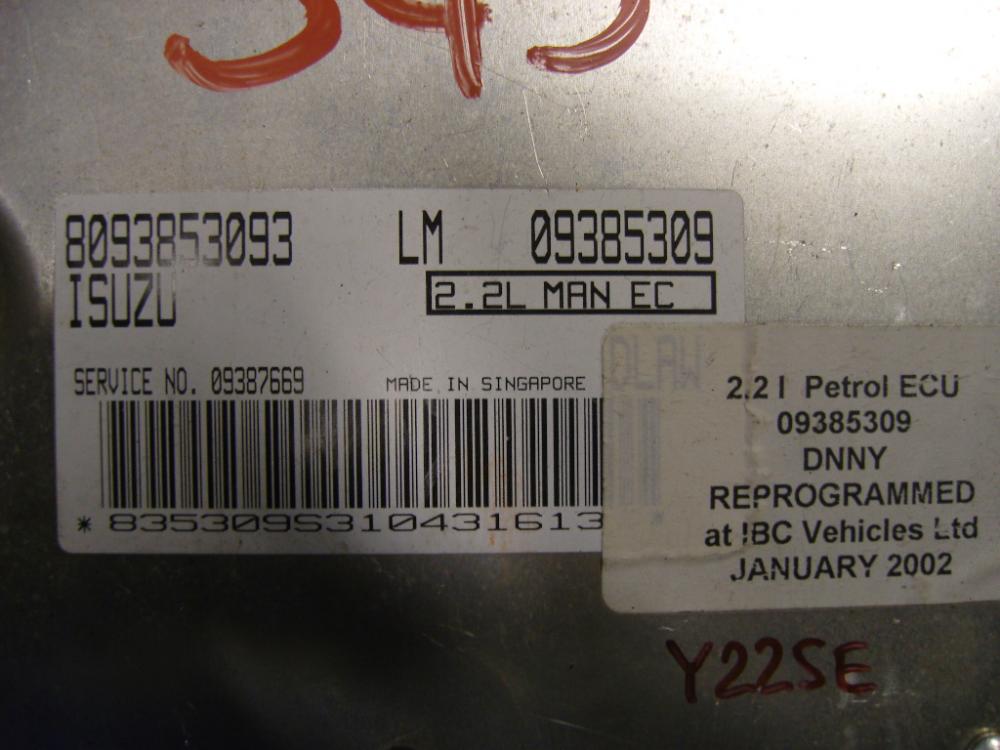 8093853093 LM 09385309
ISUZU 2.2L MAN EC
SERVICE NO. 09387669 MADE IN SINGAPORE
DLAW
*835309S310431613
2.2 l Petrol ECU
09385309
DNNY
REPROGRAMMED
at IBC Vehicles Ltd
JANUARY 2002
Y22SE